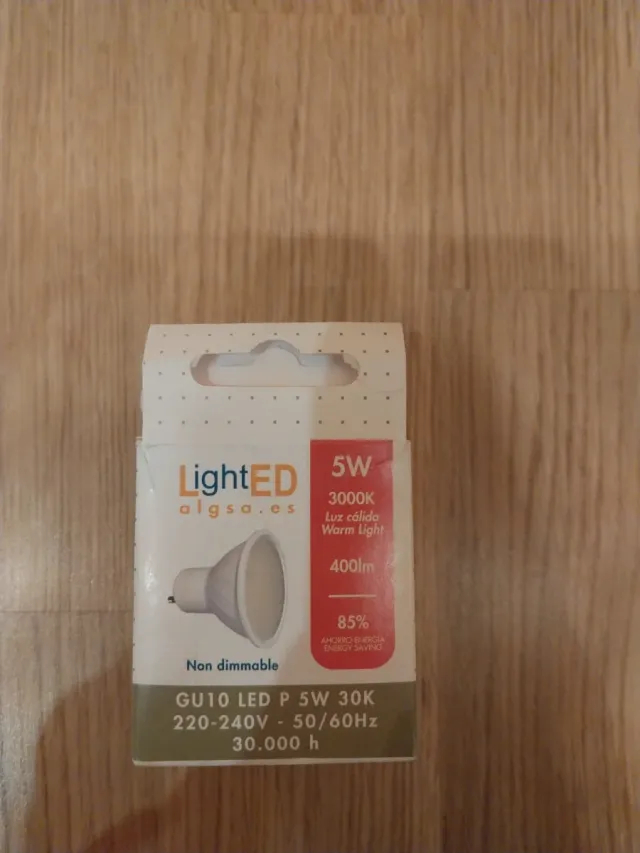 LightED
algsa.es
5W
3000K
Luz cálida
Warm Light
400lm
85%
AHORRO ENERGÍA
ENERGY SAVING
Non dimmable
GU10 LED P 5W 30K
220-240V - 50/60Hz
30.000 h